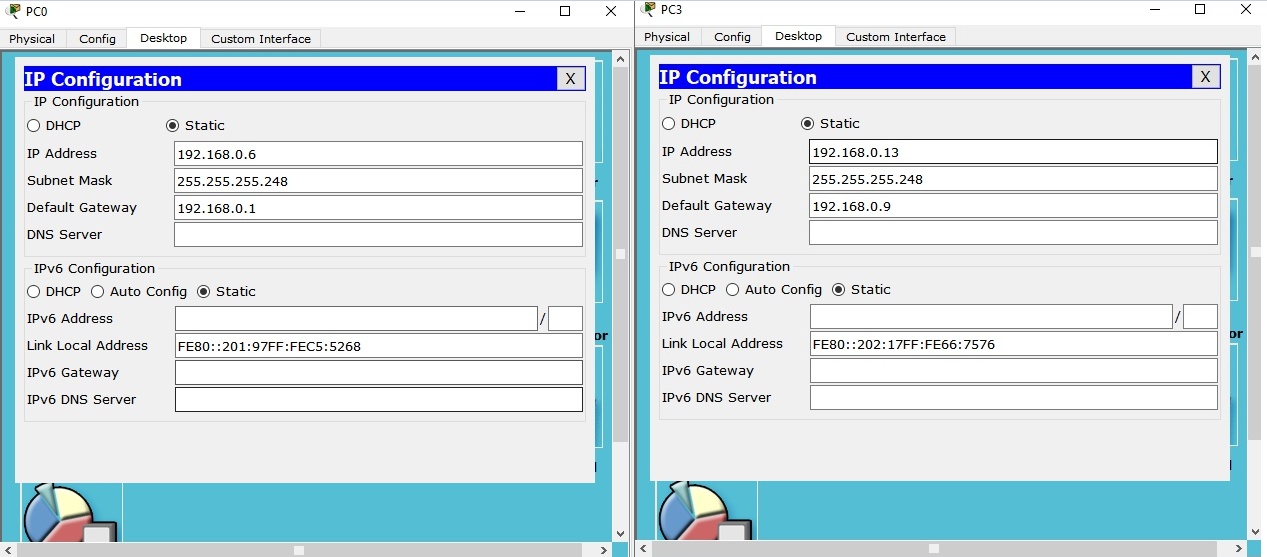 PC0
Physical Config Desktop Custom Interface
IP Configuration X
IP Configuration
DHCP Static
IP Address 192.168.0.6
Subnet Mask 255.255.255.248
Default Gateway 192.168.0.1
DNS Server
IPv6 Configuration
DHCP Auto Config Static
IPv6 Address /
Link Local Address FE80::201:97FF:FEC5:5268
IPv6 Gateway
IPv6 DNS Server
PC3
Physical Config Desktop Custom Interface
IP Configuration X
IP Configuration
DHCP Static
IP Address 192.168.0.13
Subnet Mask 255.255.255.248
Default Gateway 192.168.0.9
DNS Server
IPv6 Configuration
DHCP Auto Config Static
IPv6 Address /
Link Local Address FE80::202:17FF:FE66:7576
IPv6 Gateway
IPv6 DNS Server